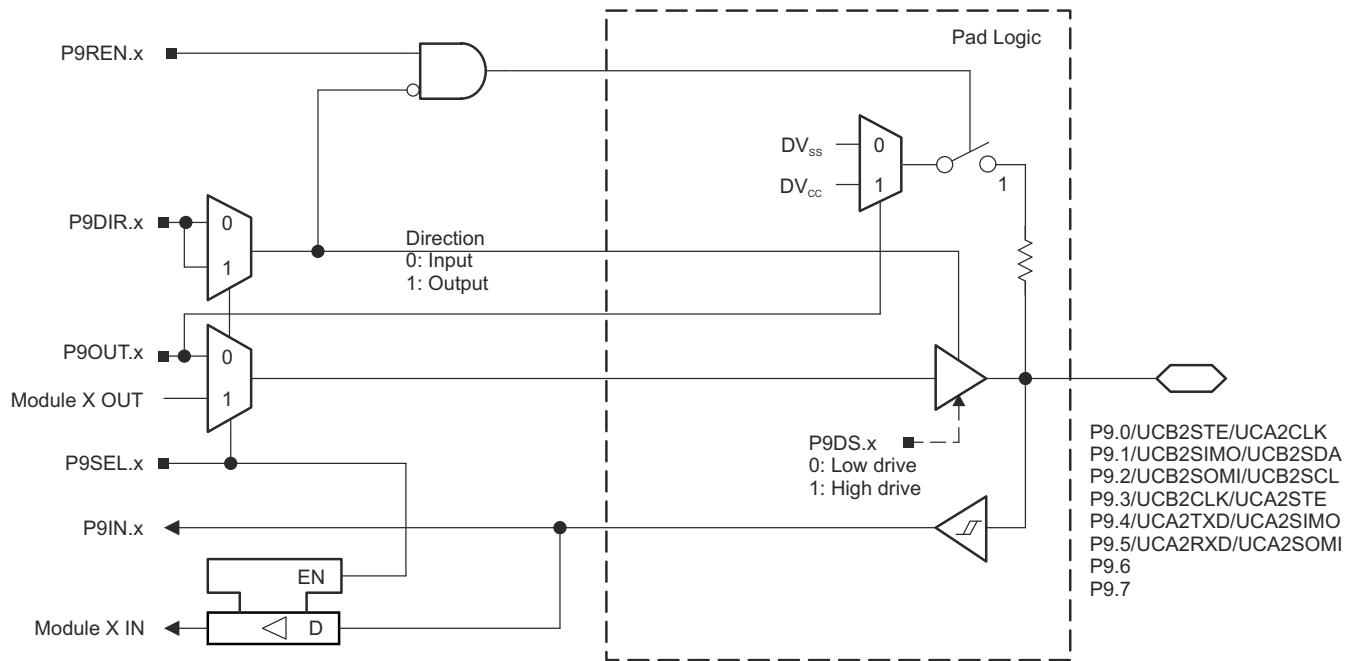 Pad Logic
P9REN.x
DVSS
0
DVCC
1
1
P9DIR.x
0
1
Direction
0: Input
1: Output
P9OUT.x
0
Module X OUT
1
P9DS.x
0: Low drive
1: High drive
P9SEL.x
P9IN.x
EN
Module X IN
D
P9.0/UCB2STE/UCA2CLK
P9.1/UCB2SIMO/UCB2SDA
P9.2/UCB2SOMI/UCB2SCL
P9.3/UCB2CLK/UCA2STE
P9.4/UCA2TXD/UCA2SIMO
P9.5/UCA2RXD/UCA2SOMI
P9.6
P9.7